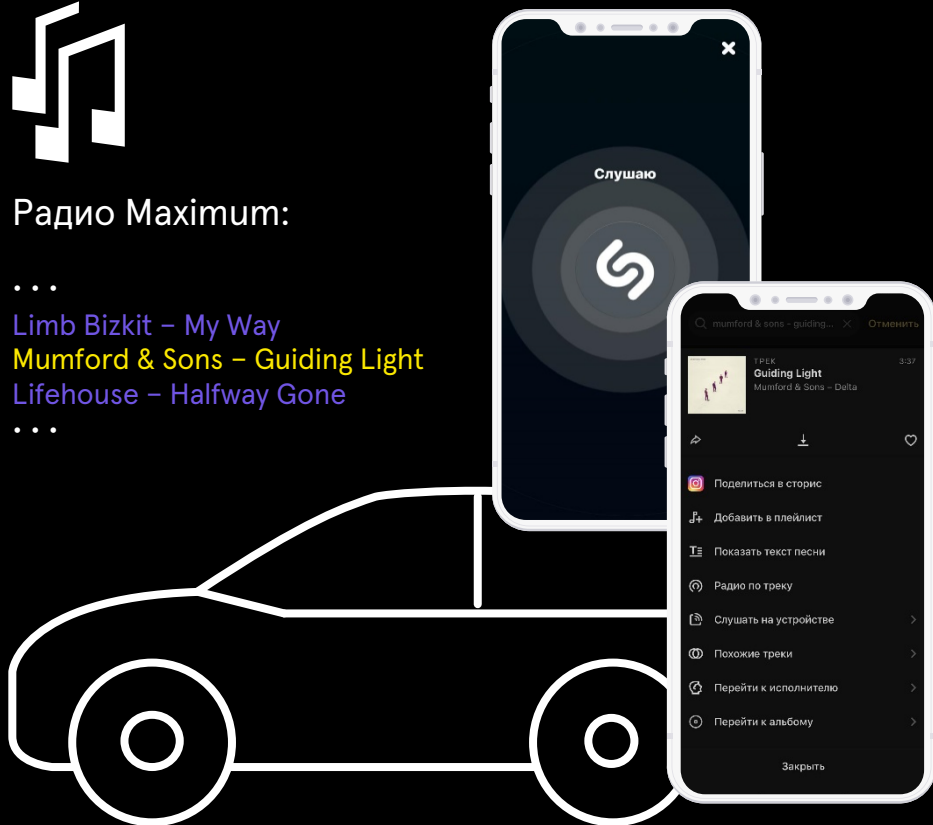 Радио Maximum:
...
Limb Bizkit – My Way
Mumford & Sons – Guiding Light
Lifehouse – Halfway Gone
...
Слушаю
mumford & sons - guiding...
Отменить
ТРЕК
3:37
Guiding Light
Mumford & Sons – Delta
Поделиться в сторис
Добавить в плейлист
Показать текст песни
Радио по треку
Слушать на устройстве
Похожие треки
Перейти к исполнителю
Перейти к альбому
Закрыть